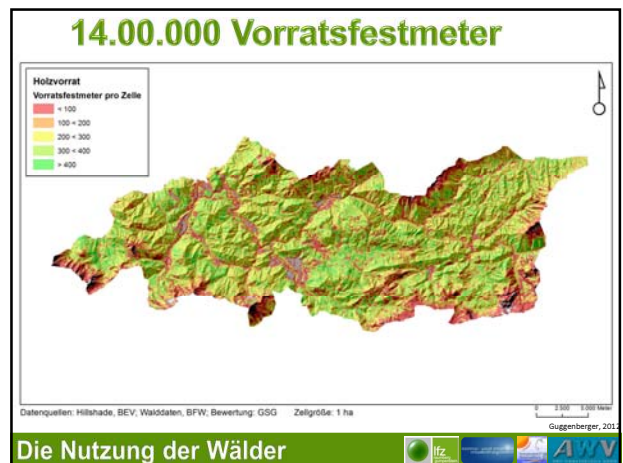 14.00.000 Vorratsfestmeter
Holzvorrat
Vorratsfestmeter pro Zelle
< 100
100 < 200
200 < 300
300 < 400
> 400
Datenquellen: Hillshade, BEV; Walddaten, BFW; Bewertung: GSG Zellgröße: 1 ha
0 2.500 5.000 Meter
Guggenberger, 2012
Die Nutzung der Wälder
lfz
AWV